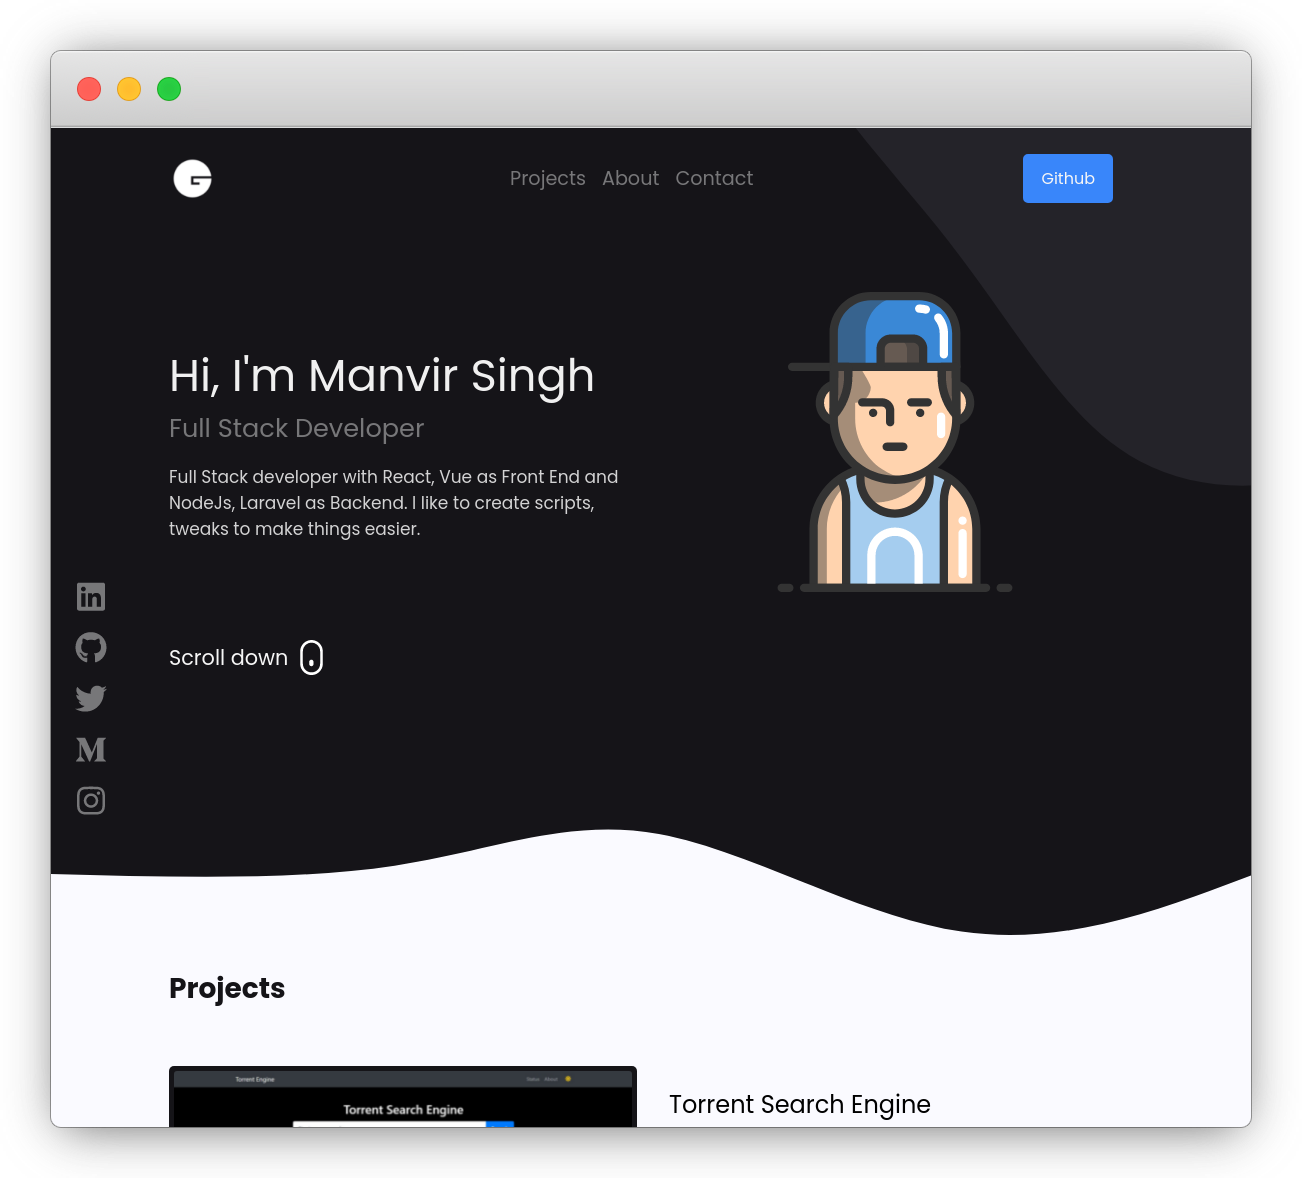 Projects About Contact
Github
Hi, I'm Manvir Singh
Full Stack Developer
Full Stack developer with React, Vue as Front End and
NodeJs, Laravel as Backend. I like to create scripts,
tweaks to make things easier.
Scroll down
Projects
Torrent Engine
Status About
Torrent Search Engine
Torrent Search Engine